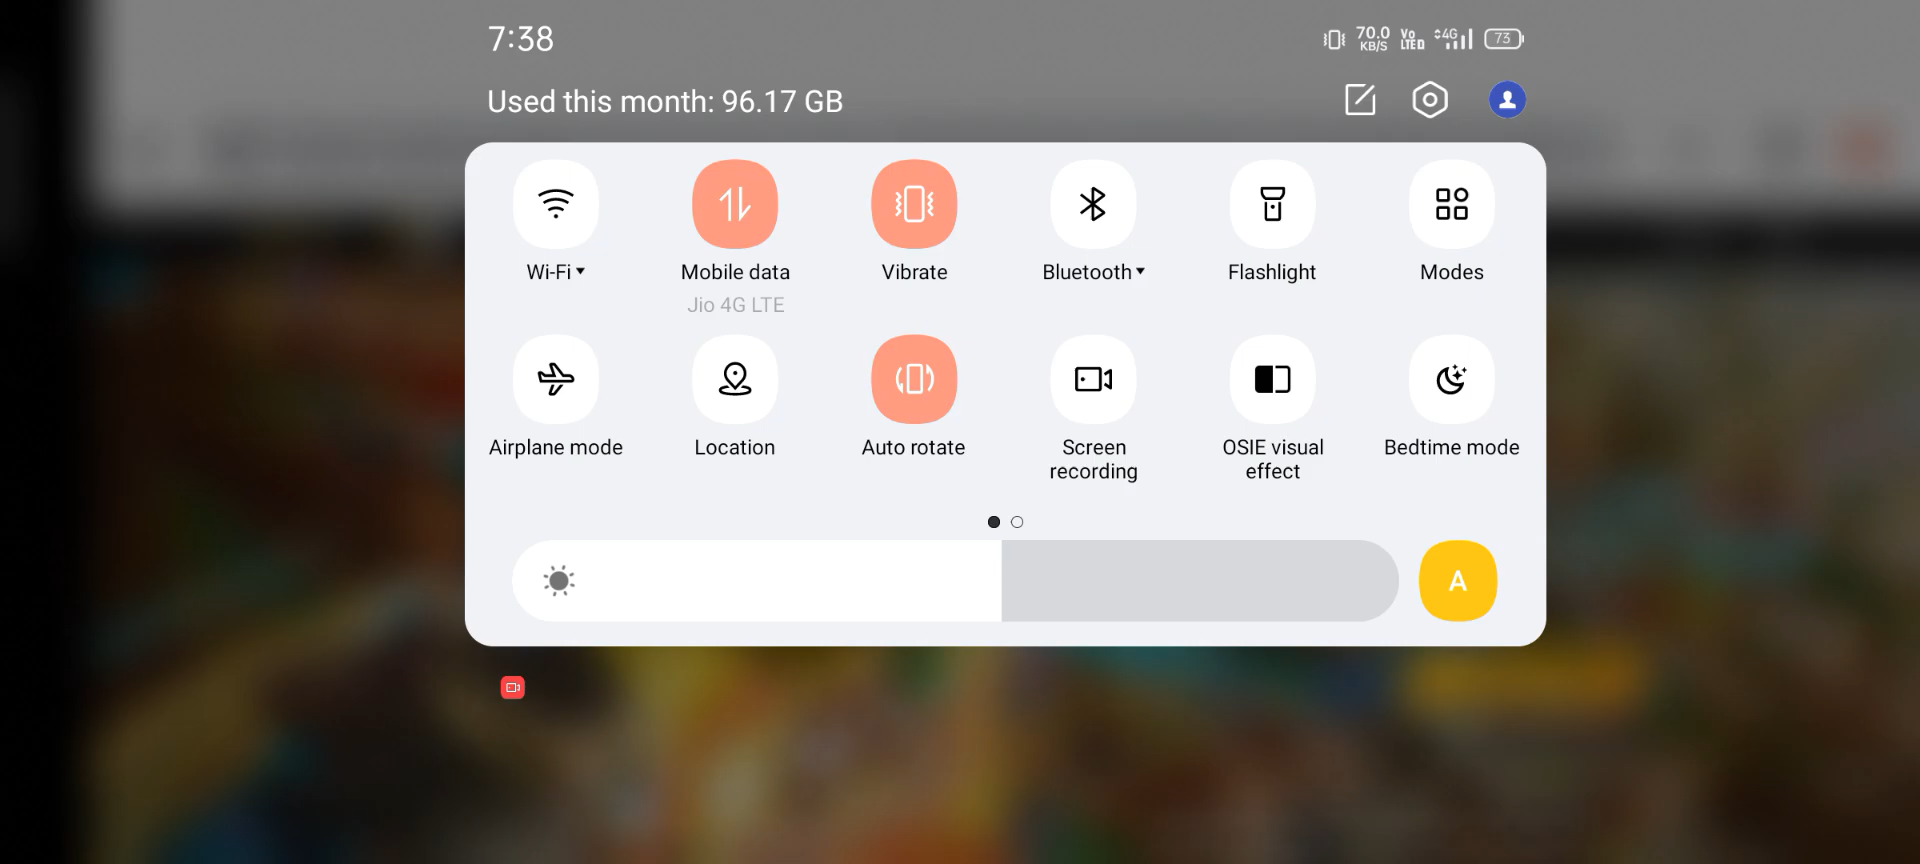 7:38
70.0
KB/S
Vo
LTE D
4G
73
Used this month: 96.17 GB
Wi-Fi
Mobile data
Vibrate
Bluetooth
Flashlight
Modes
Jio 4G LTE
Airplane mode
Location
Auto rotate
Screen
recording
OSIE visual
effect
Bedtime mode
A